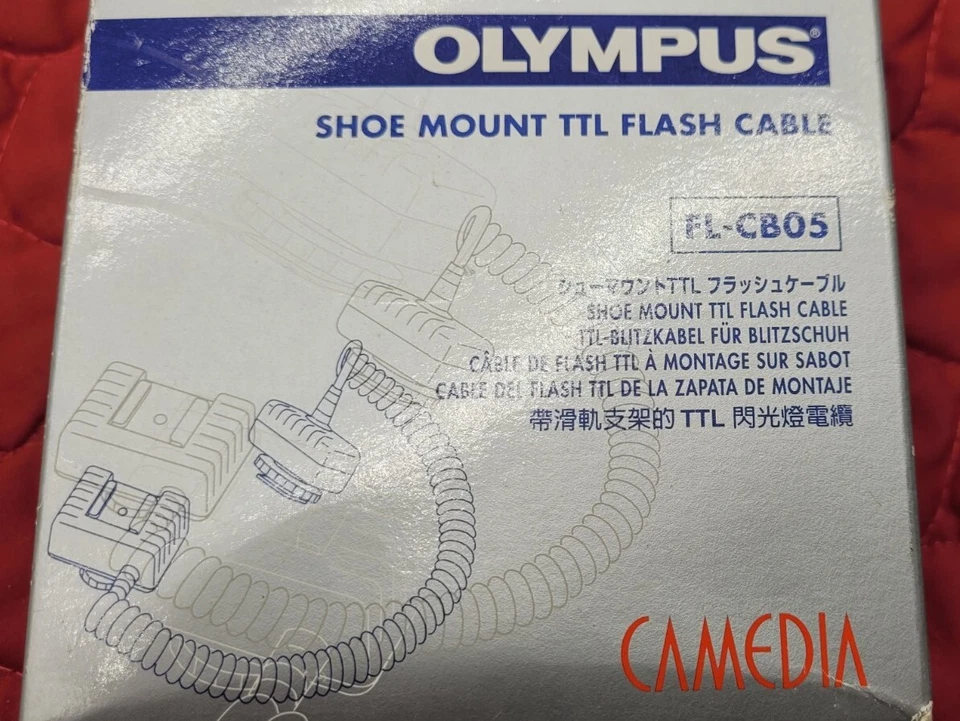 OLYMPUS®
SHOE MOUNT TTL FLASH CABLE
FL-CB05
シューマウントTTL フラッシュケーブル
SHOE MOUNT TTL FLASH CABLE
TTL-BLITZKABEL FÜR BLITZSCHUH
CÂBLE DE FLASH TTL À MONTAGE SUR SABOT
CABLE DEL FLASH TTL DE LA ZAPATA DE MONTAJE
帶滑軌支架的 TTL 閃光燈電纜
CAMEDIA